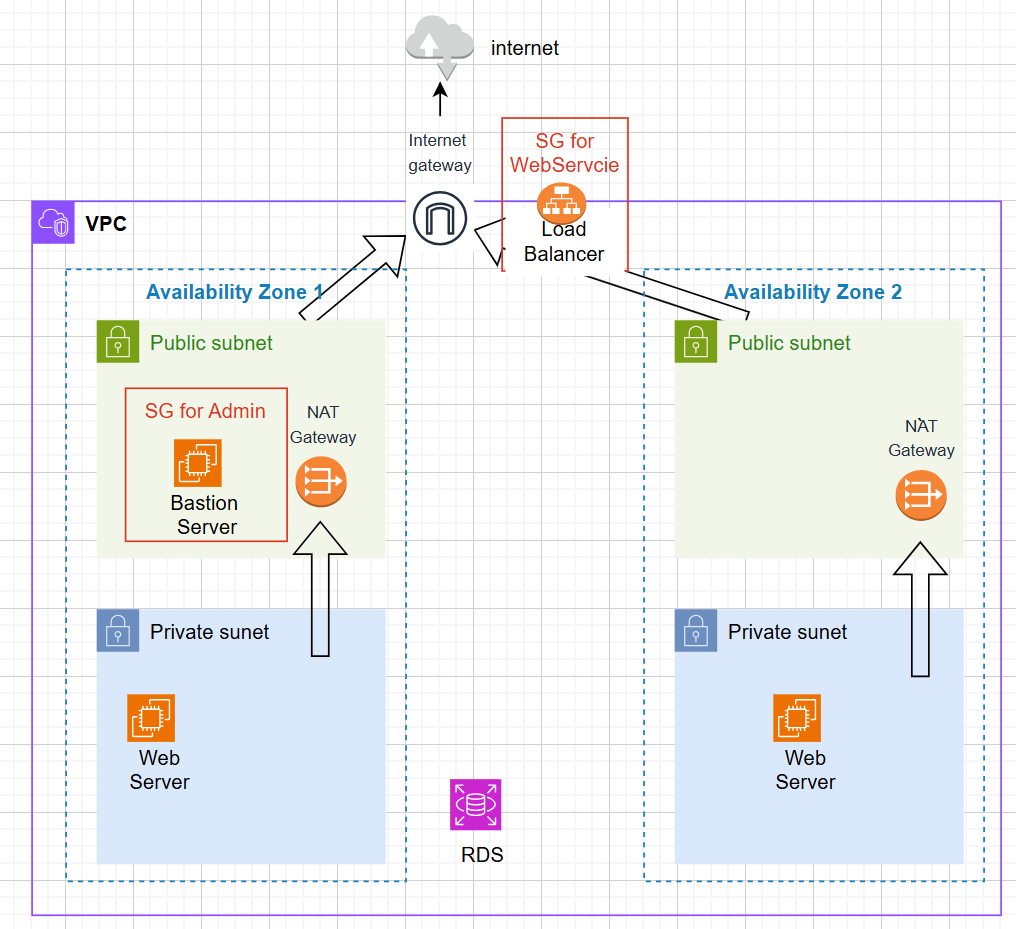 internet
Internet
gateway
SG for
WebServcie
Load
Balancer
VPC
Availability Zone 1
Availability Zone 2
Public subnet
Public subnet
SG for Admin
Bastion
Server
NAT
Gateway
NAT
Gateway
Private sunet
Private sunet
Web
Server
Web
Server
RDS